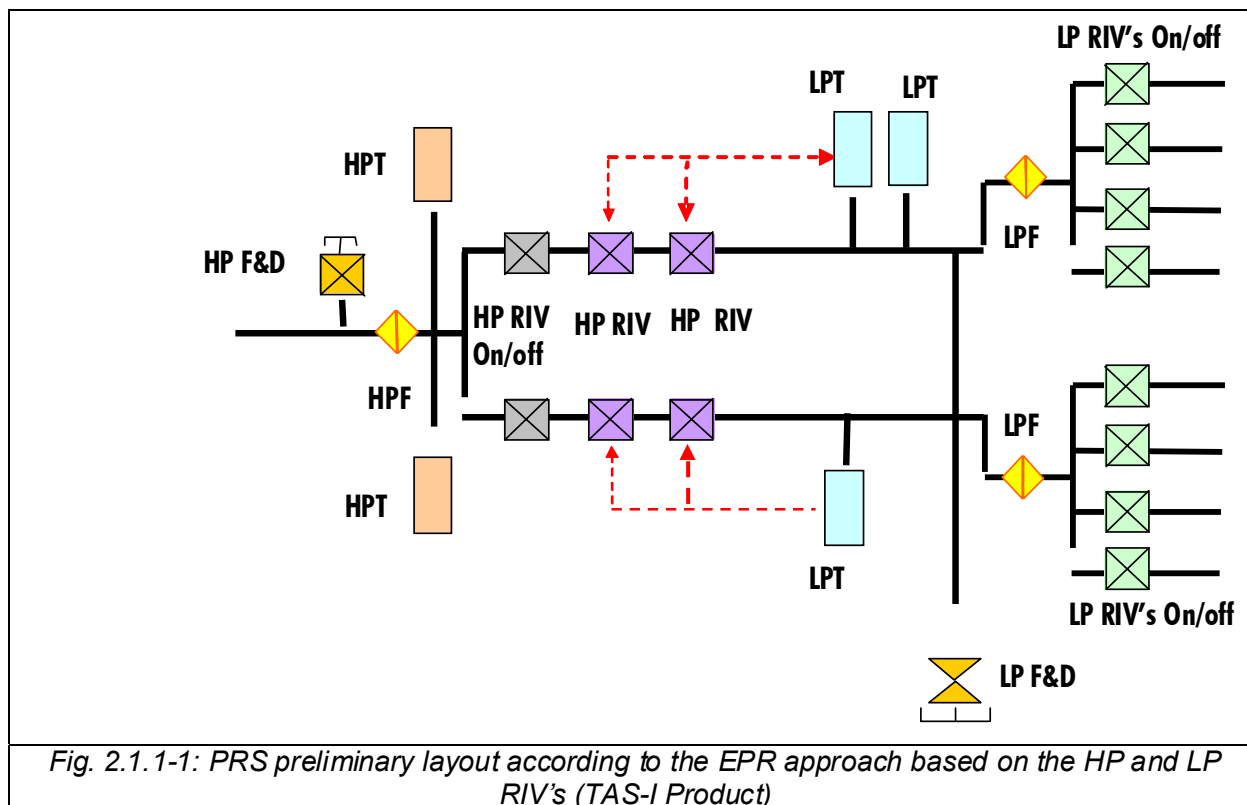 LP RIV's On/off
LPT
LPT
HPT
HP F&D
LPF
HP RIV
On/off
HP RIV
HP RIV
HPF
LPF
HPT
LPT
LP RIV's On/off
LP F&D
Fig. 2.1.1-1: PRS preliminary layout according to the EPR approach based on the HP and LP
RIV's (TAS-I Product)